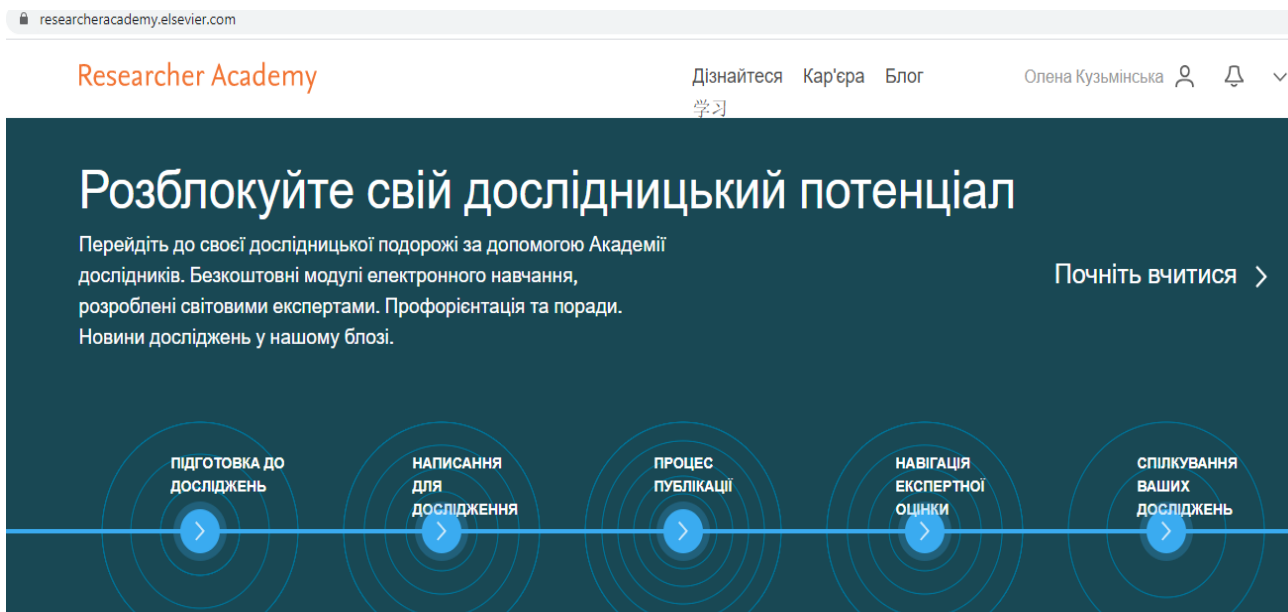 researcheracademy.elsevier.com
Researcher Academy
Дізнайтеся Кар'єра Блог
Олена Кузьмінська
学习
Розблокуйте свій дослідницький потенціал
Перейдіть до своєї дослідницької подорожі за допомогою Академії
дослідників. Безкоштовні модулі електронного навчання,
розроблені світовими експертами. Профорієнтація та поради.
Новини досліджень у нашому блозі.
Почніть вчитися
ПІДГОТОВКА ДО
ДОСЛІДЖЕНЬ
НАПИСАННЯ
ДЛЯ
ДОСЛІДЖЕННЯ
ПРОЦЕС
ПУБЛІКАЦІЇ
НАВІГАЦІЯ
ЕКСПЕРТНОЇ
ОЦІНКИ
СПІЛКУВАННЯ
ВАШИХ
ДОСЛІДЖЕНЬ